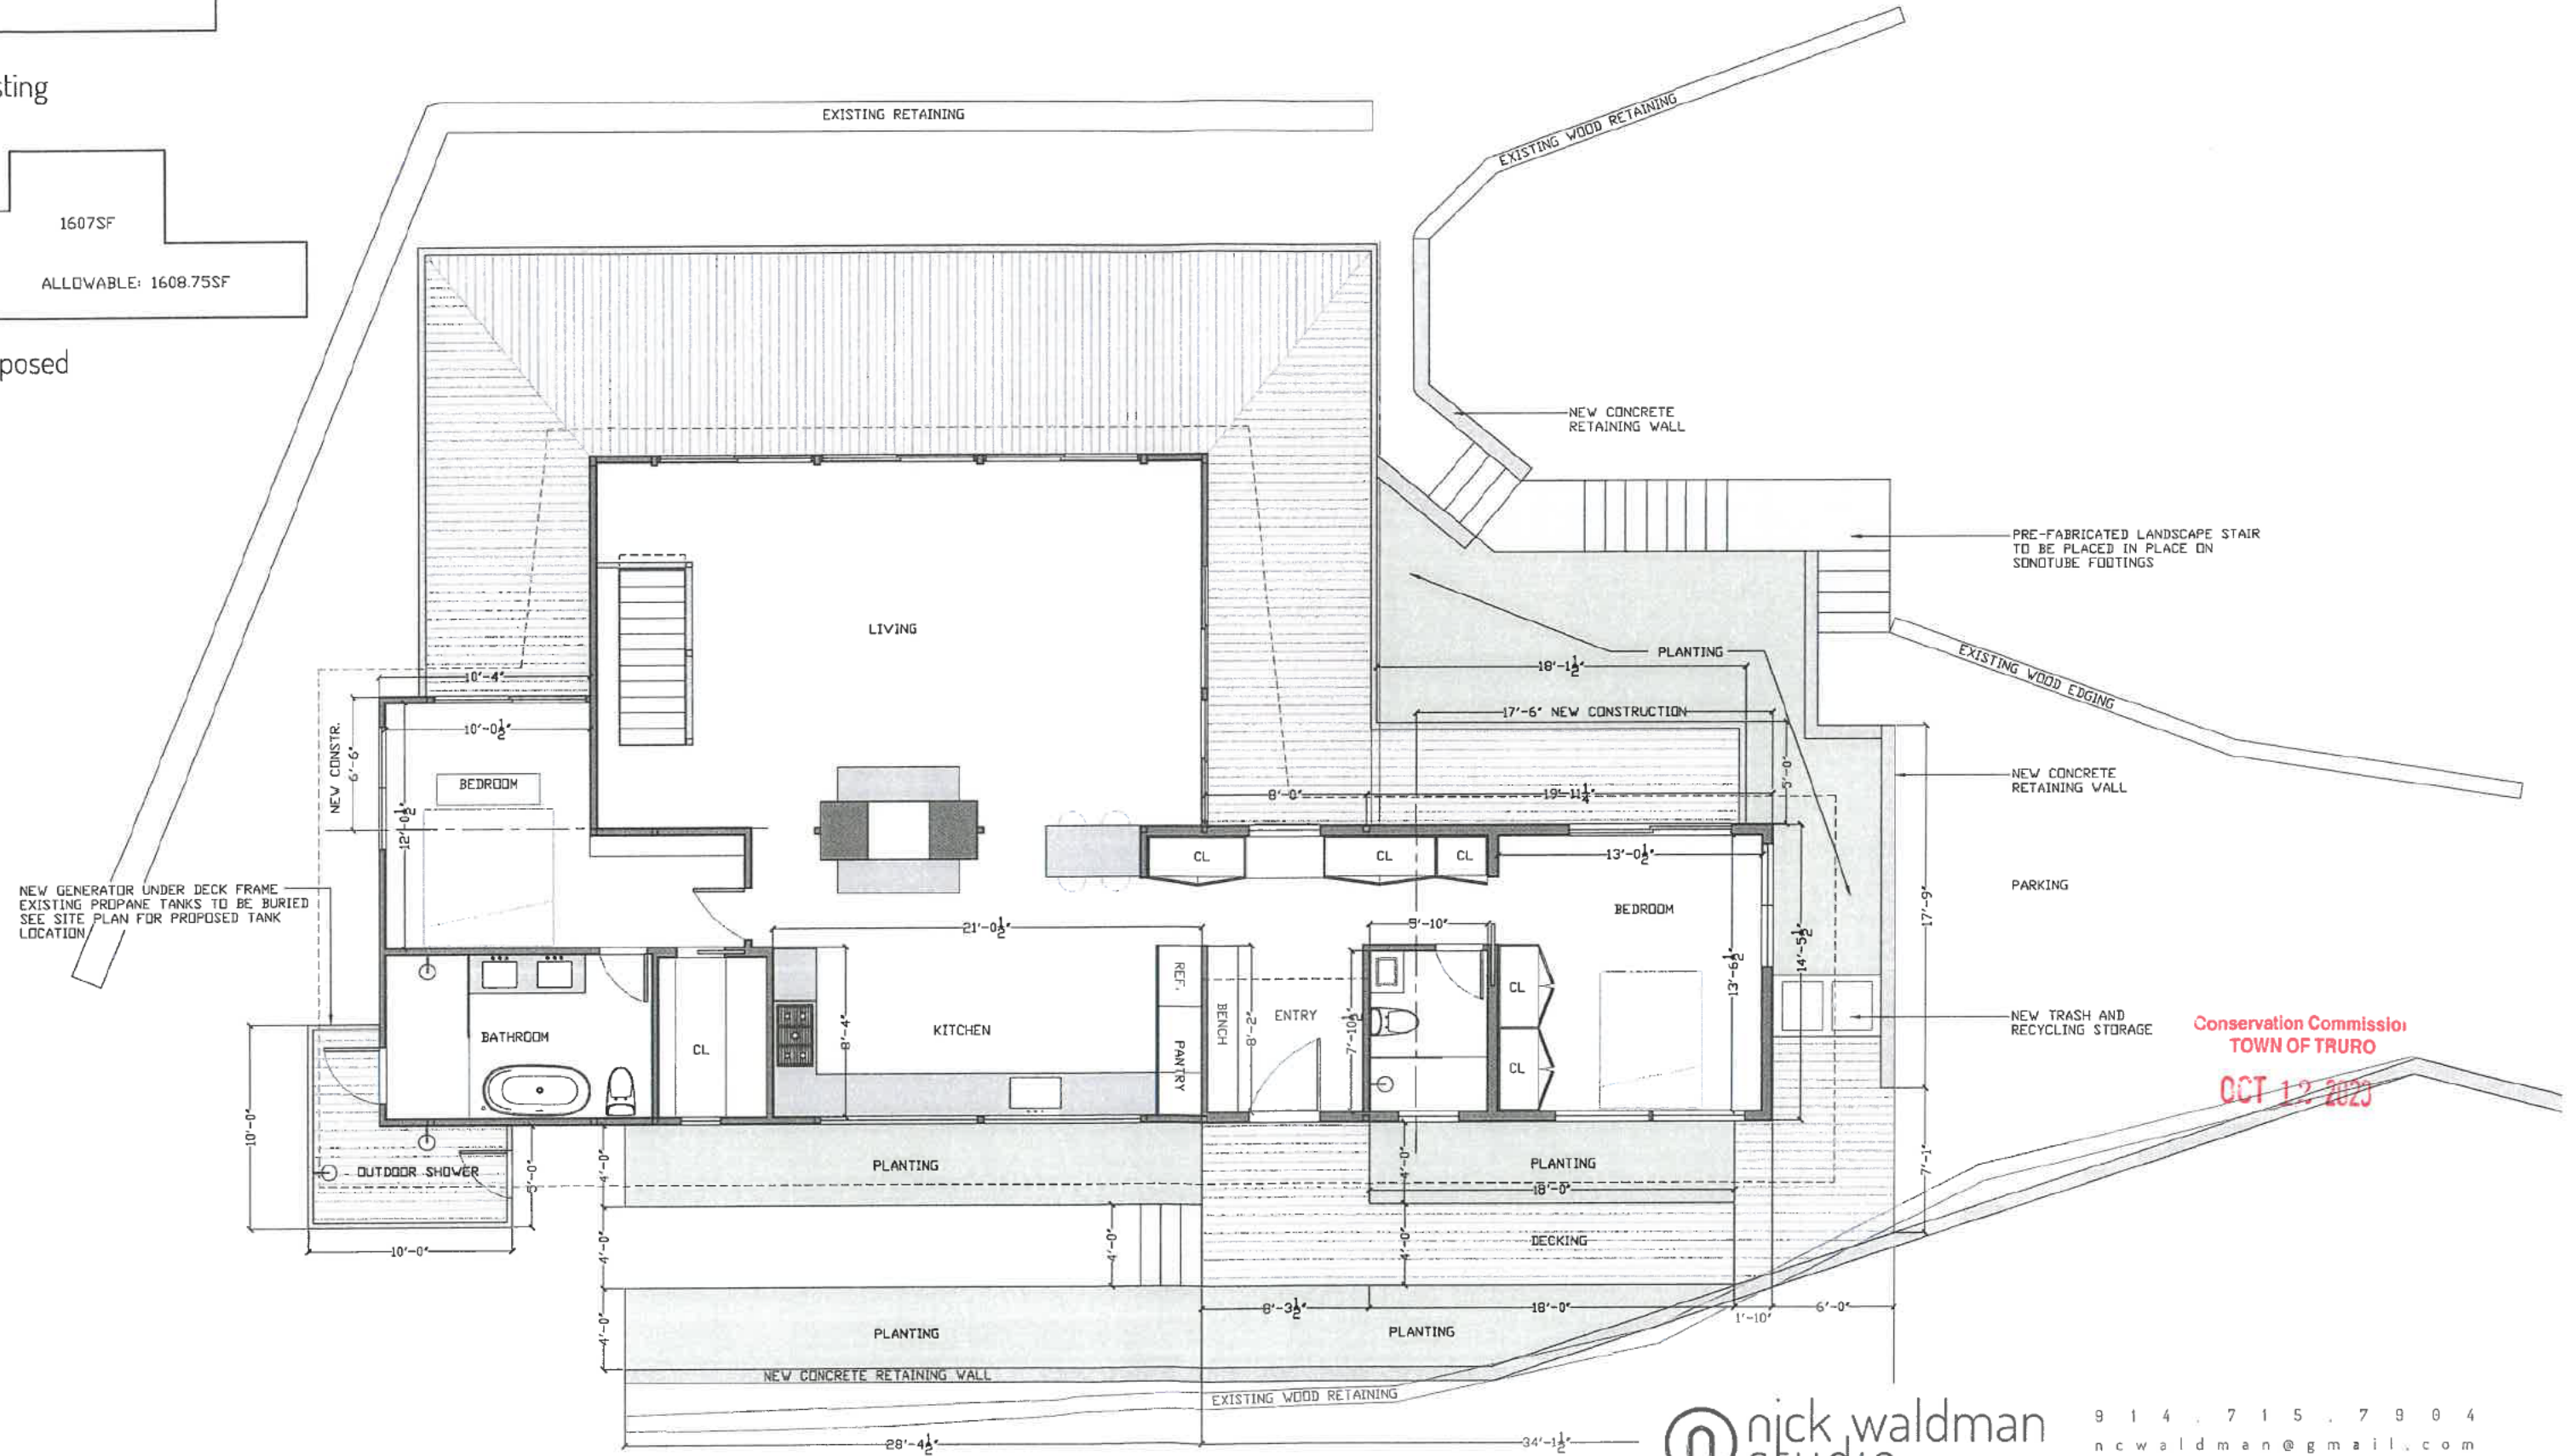 sting
1607SF
ALLOWABLE: 1608.75SF
posed
EXISTING RETAINING
EXISTING WOOD RETAINING
NEW CONCRETE
RETAINING WALL
PRE-FABRICATED LANDSCAPE STAIR
TO BE PLACED IN PLACE ON
SONOTUBE FOOTINGS
LIVING
PLANTING
18'-1½"
EXISTING WOOD EDGING
10'-4"
17'-6" NEW CONSTRUCTION
NEW CONSTR.
6'-6"
10'-0½"
BEDROOM
12'-0½"
8'-0"
19'-11¼"
5'-0"
NEW CONCRETE
RETAINING WALL
CL
CL
CL
13'-0½"
PARKING
NEW GENERATOR UNDER DECK FRAME
EXISTING PROPANE TANKS TO BE BURIED
SEE SITE PLAN FOR PROPOSED TANK
LOCATION
BEDROOM
17'-9"
21'-0½"
5'-10"
14'-5½"
13'-6½"
REF.
CL
BATHROOM
CL
8'-4"
KITCHEN
PANTRY
BENCH
8'-2"
ENTRY
7'-10½"
CL
NEW TRASH AND
RECYCLING STORAGE
Conservation Commission
TOWN OF TRURO
OCT 12 2023
10'-0"
OUTDOOR SHOWER
5'-0"
4'-0"
PLANTING
4'-0"
PLANTING
18'-0"
7'-1"
10'-0"
4'-0"
4'-0"
4'-0"
DECKING
4'-0"
PLANTING
8'-3½"
18'-0"
1'-10"
6'-0"
PLANTING
NEW CONCRETE RETAINING WALL
EXISTING WOOD RETAINING
28'-4½"
34'-1½"
nick waldman
studio
914.715.7904
ncwaldman@gmail.com